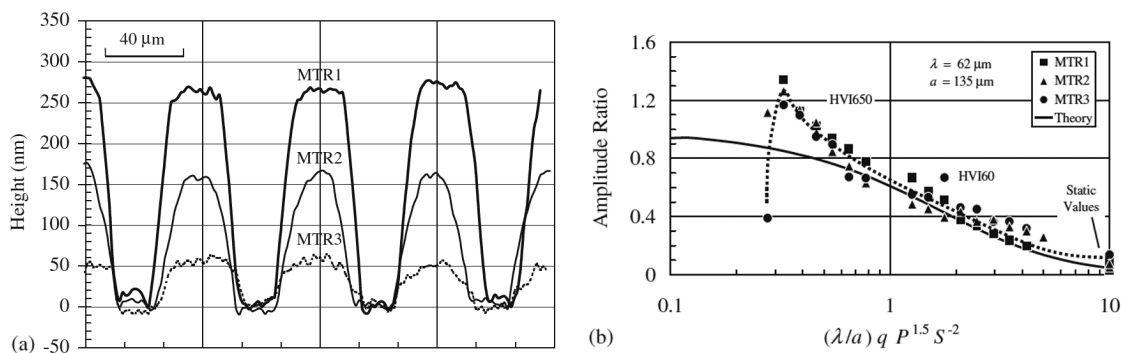 350
300
250
200
150
100
50
0
-50
Height (nm)
40 μm
MTR1
MTR2
MTR3
(a)
1.6
1.2
0.8
0.4
0
Amplitude Ratio
λ = 62 μm
a = 135 μm
MTR1
MTR2
MTR3
Theory
HVI650
HVI60
Static
Values
0.1 1 10
(b) (λ/a) q P^1.5 S^-2